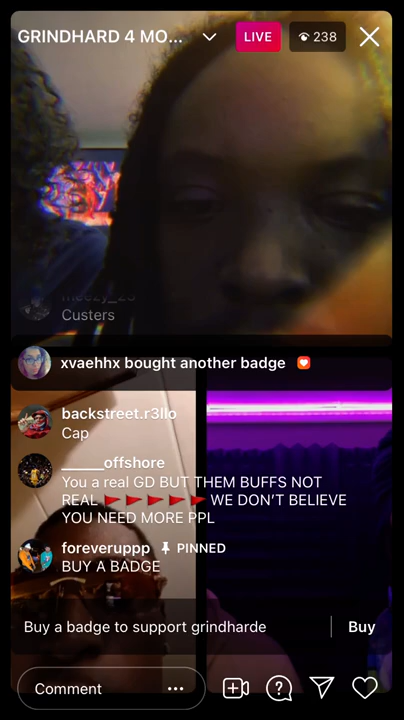 GRINDHARD 4 MO...
LIVE
238
Custers
xvaehhx bought another badge
backstreet.r3llo
Cap
______offshore
You a real GD BUT THEM BUFFS NOT
REAL 🚩🚩🚩🚩🚩 WE DON'T BELIEVE
YOU NEED MORE PPL
foreveruppp PINNED
BUY A BADGE
Buy a badge to support grindharde
Buy
Comment